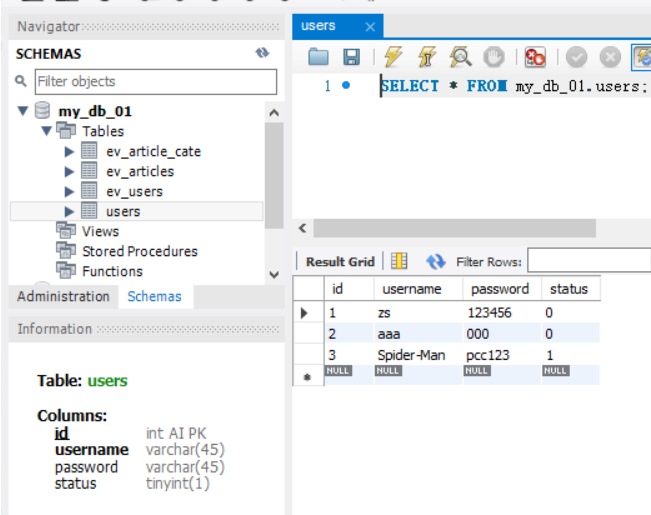 Navigator
SCHEMAS
Filter objects
my_db_01
Tables
ev_article_cate
ev_articles
ev_users
users
Views
Stored Procedures
Functions
Administration Schemas
Information
Table: users
Columns:
id int AI PK
username varchar(45)
password varchar(45)
status tinyint(1)
users
1 SELECT * FROM my_db_01.users;
Result Grid Filter Rows:
id username password status
1 zs 123456 0
2 aaa 000 0
3 Spider-Man pcc123 1
NULL NULL NULL NULL